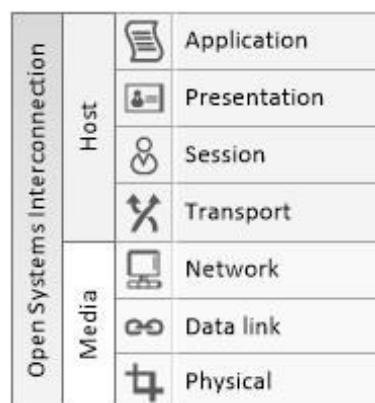 Open Systems Interconnection
Host
Application
Presentation
Session
Transport
Media
Network
Data link
Physical